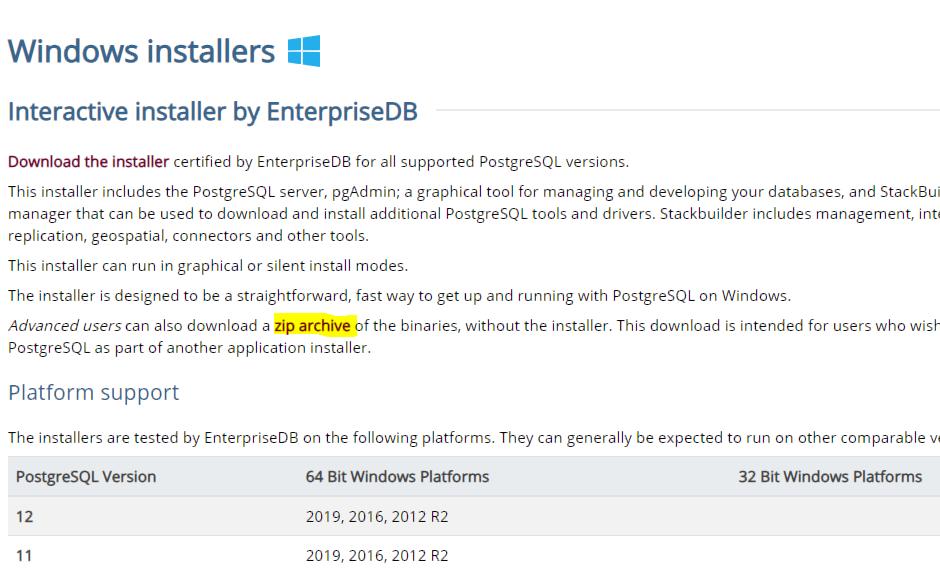 Windows installers
Interactive installer by EnterpriseDB
Download the installer certified by EnterpriseDB for all supported PostgreSQL versions.
This installer includes the PostgreSQL server, pgAdmin; a graphical tool for managing and developing your databases, and
manager that can be used to download and install additional PostgreSQL tools and drivers. Stackbuilder includes management,
replication, geospatial, connectors and other tools.
This installer can run in graphical or silent install modes.
The installer is designed to be a straightforward, fast way to get up and running with PostgreSQL on Windows.
Advanced users can also download a zip archive of the binaries, without the installer. This download is intended for users who wish
PostgreSQL as part of another application installer.
Platform support
The installers are tested by EnterpriseDB on the following platforms. They can generally be expected to run on other comparable
PostgreSQL Version 64 Bit Windows Platforms 32 Bit Windows Platforms
12 2019, 2016, 2012 R2
11 2019, 2016, 2012 R2